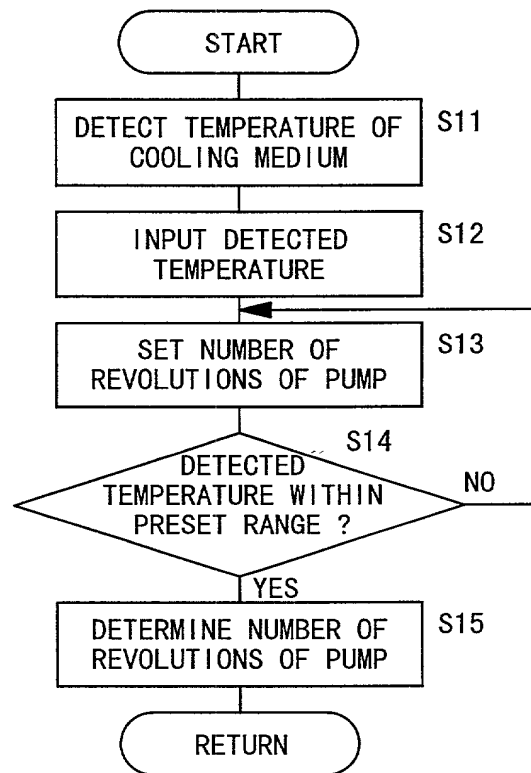 START
DETECT TEMPERATURE OF
COOLING MEDIUM
S11
INPUT DETECTED
TEMPERATURE
S12
SET NUMBER OF
REVOLUTIONS OF PUMP
S13
S14
DETECTED
TEMPERATURE WITHIN
PRESET RANGE ?
NO
YES
DETERMINE NUMBER OF
REVOLUTIONS OF PUMP
S15
RETURN